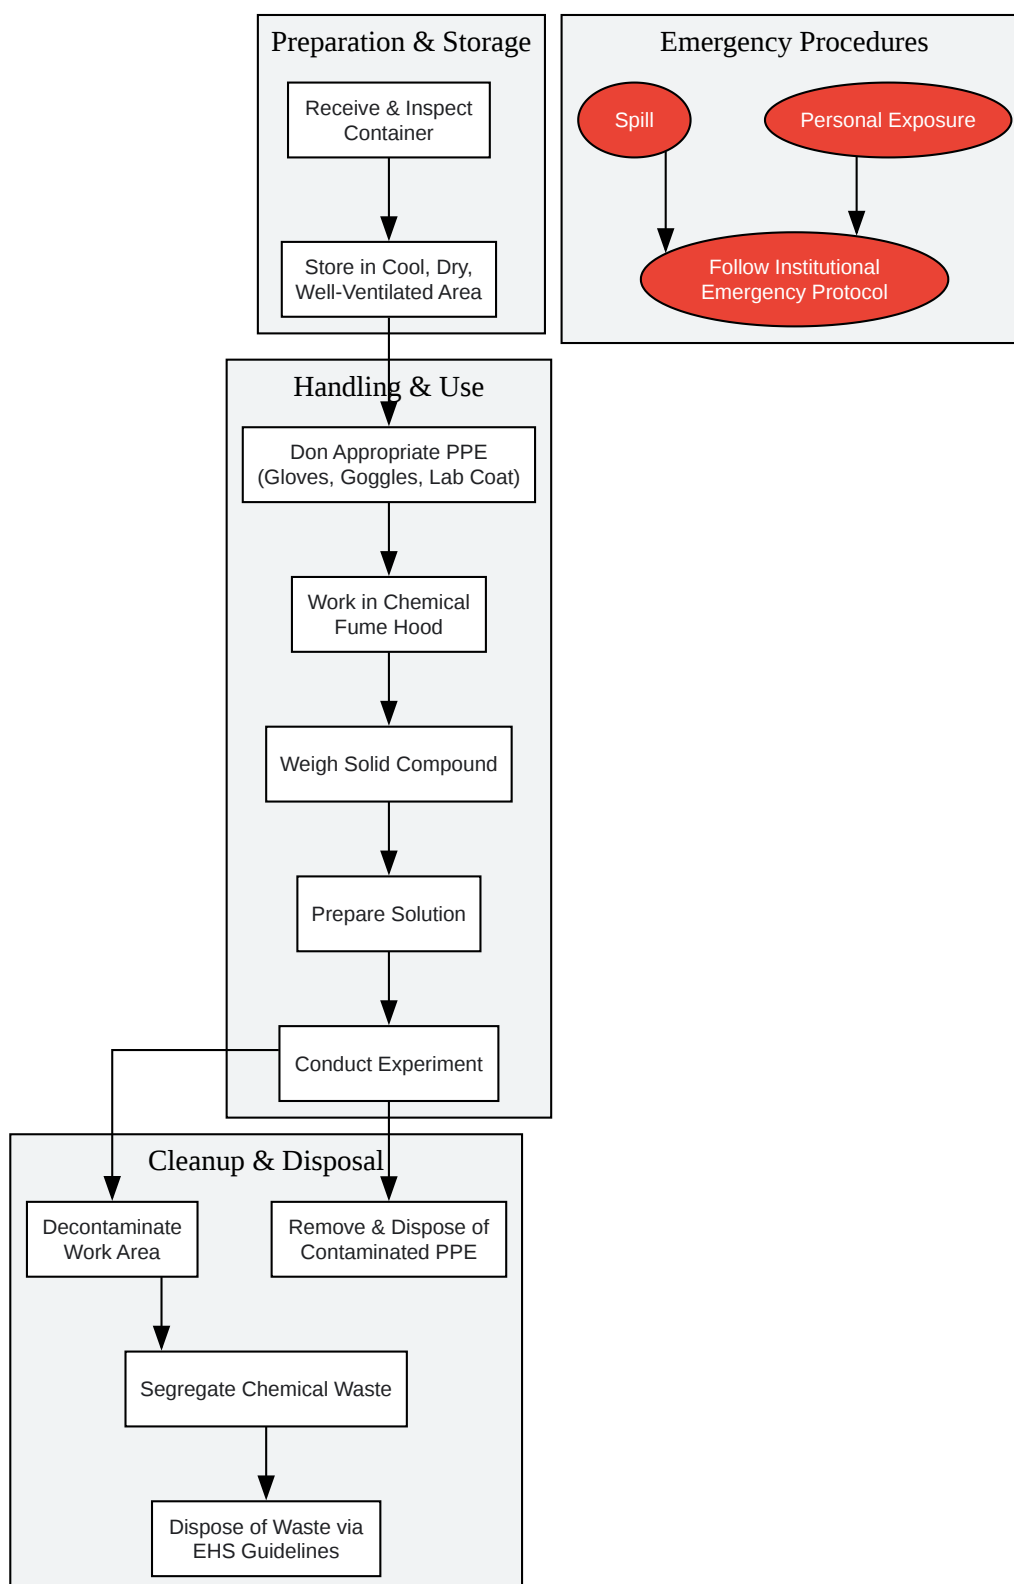 Preparation & Storage
Receive & Inspect
Container
Store in Cool, Dry,
Well-Ventilated Area
Emergency Procedures
Spill
Personal Exposure
Follow Institutional
Emergency Protocol
Handling & Use
Don Appropriate PPE
(Gloves, Goggles, Lab Coat)
Work in Chemical
Fume Hood
Weigh Solid Compound
Prepare Solution
Conduct Experiment
Cleanup & Disposal
Decontaminate
Work Area
Remove & Dispose of
Contaminated PPE
Segregate Chemical Waste
Dispose of Waste via
EHS Guidelines